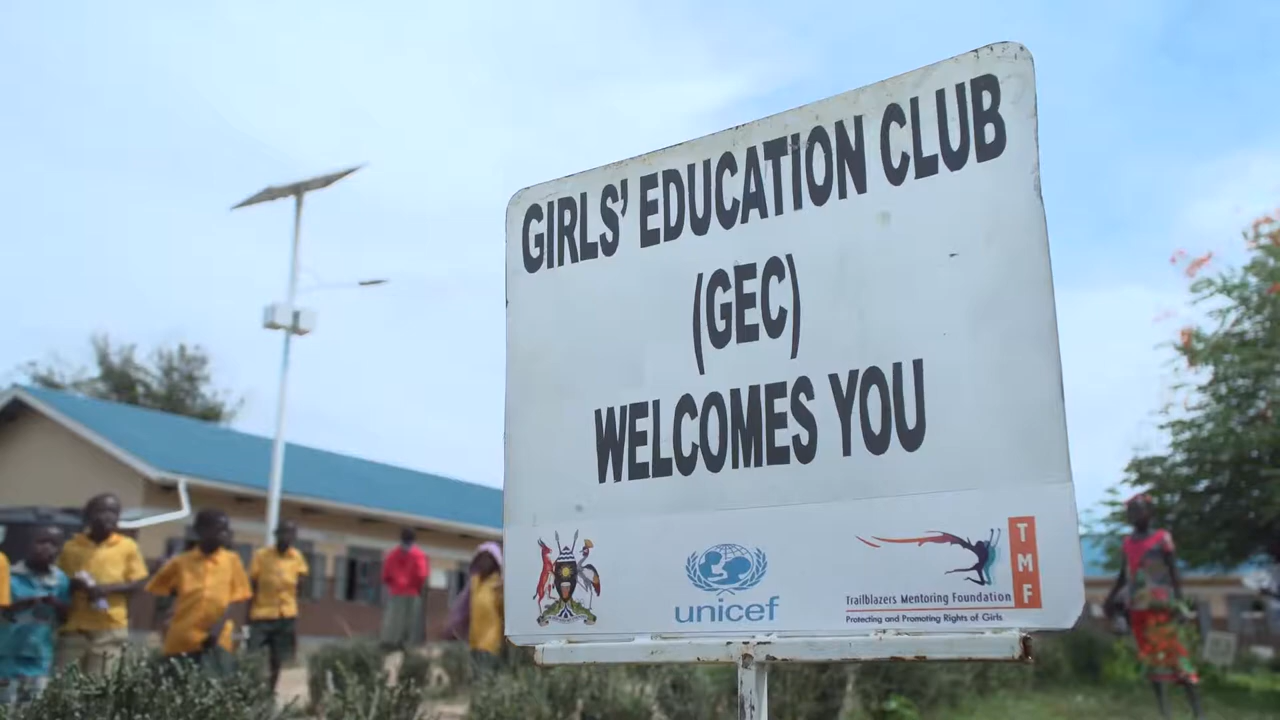 GIRLS' EDUCATION CLUB
(GEC)
WELCOMES YOU
unicef
TMF
Trailblazers Mentoring Foundation
Protecting and Promoting Rights of Girls